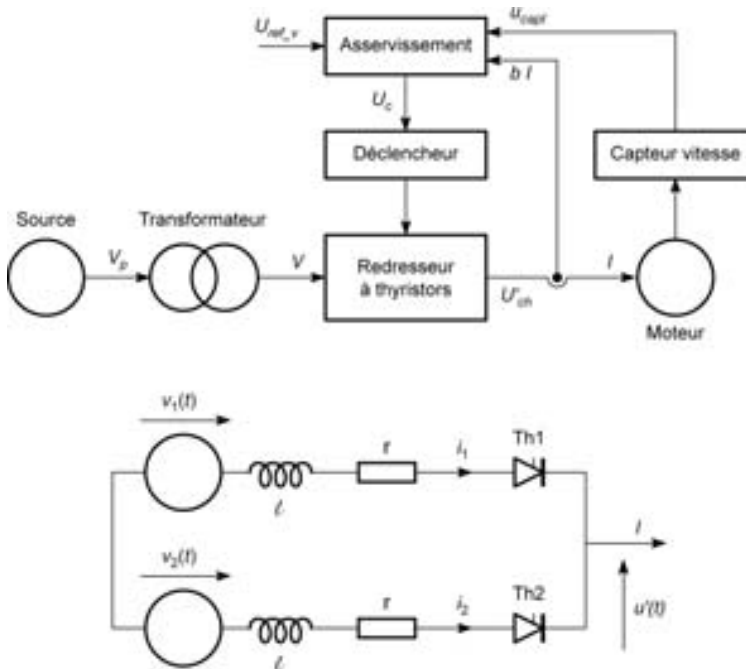 U_ref_v
Asservissement
u_capt
b I
U_c
Déclencheur
Capteur vitesse
Source
Transformateur
V_p
V
Redresseur
à thyristors
U'_ch
I
Moteur
v_1(t)
ℓ
r
i_1
Th1
I
v_2(t)
ℓ
r
i_2
Th2
u'(t)